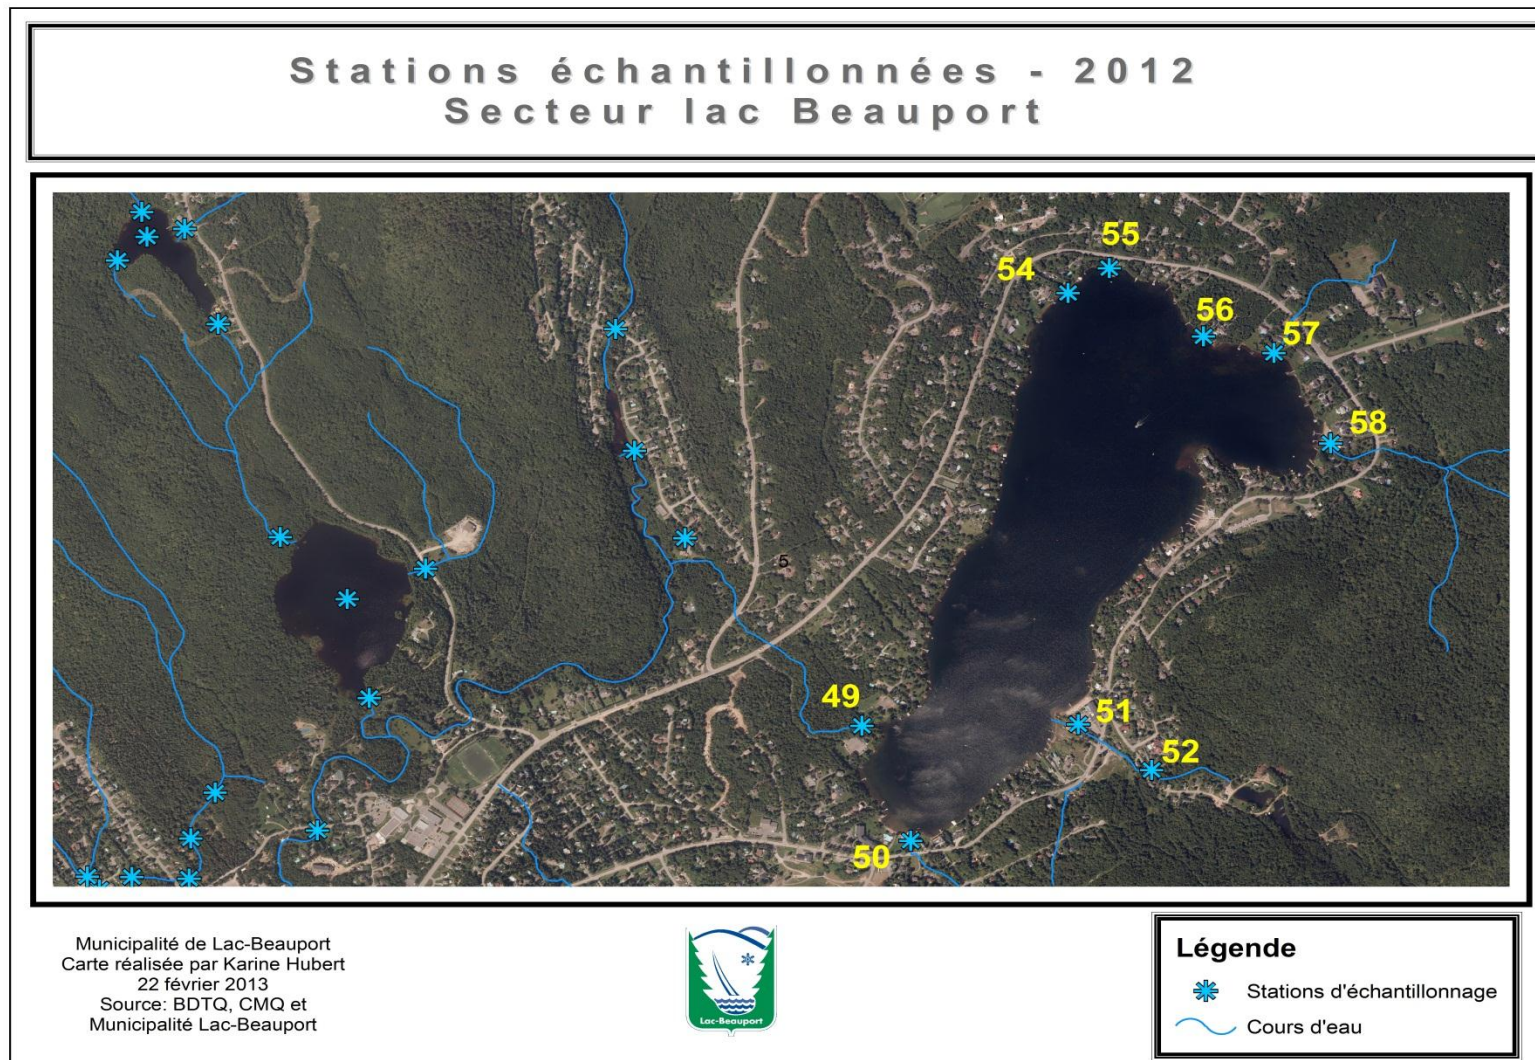 Stations échantillonnées - 2012
Secteur lac Beauport
55
54
56
57
58
5
49
51
52
50
Municipalité de Lac-Beauport
Carte réalisée par Karine Hubert
22 février 2013
Source: BDTQ, CMQ et
Municipalité Lac-Beauport
Lac-Beauport
Légende
Stations d'échantillonnage
Cours d'eau